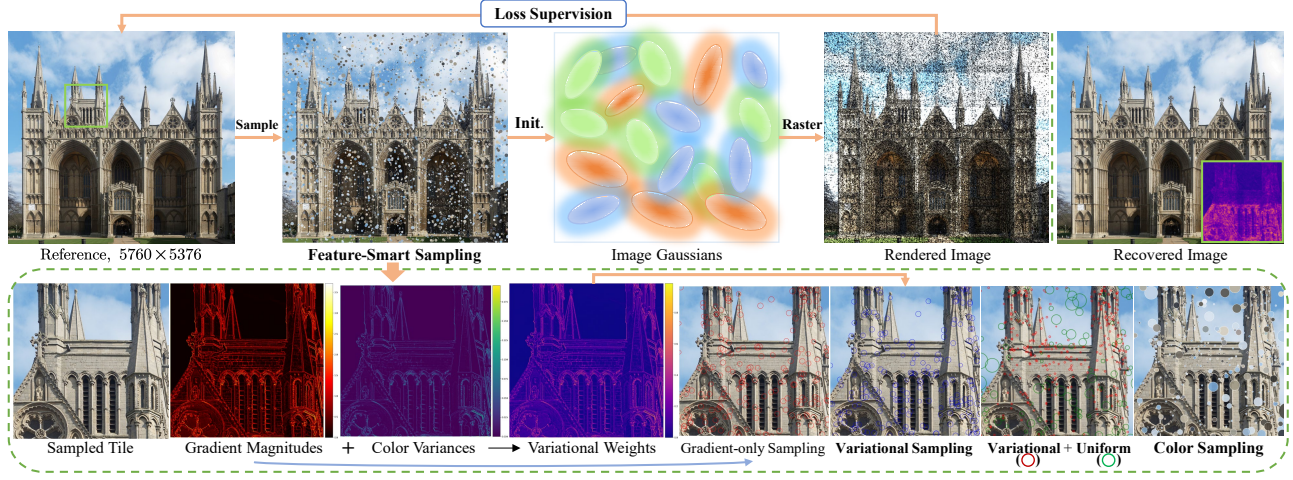 Loss Supervision
Sample
Init.
Raster
Reference, 5760×5376
Feature-Smart Sampling
Image Gaussians
Rendered Image
Recovered Image
Sampled Tile
Gradient Magnitudes
+
Color Variances
Variational Weights
Gradient-only Sampling
Variational Sampling
Variational + Uniform
(○) (○)
Color Sampling